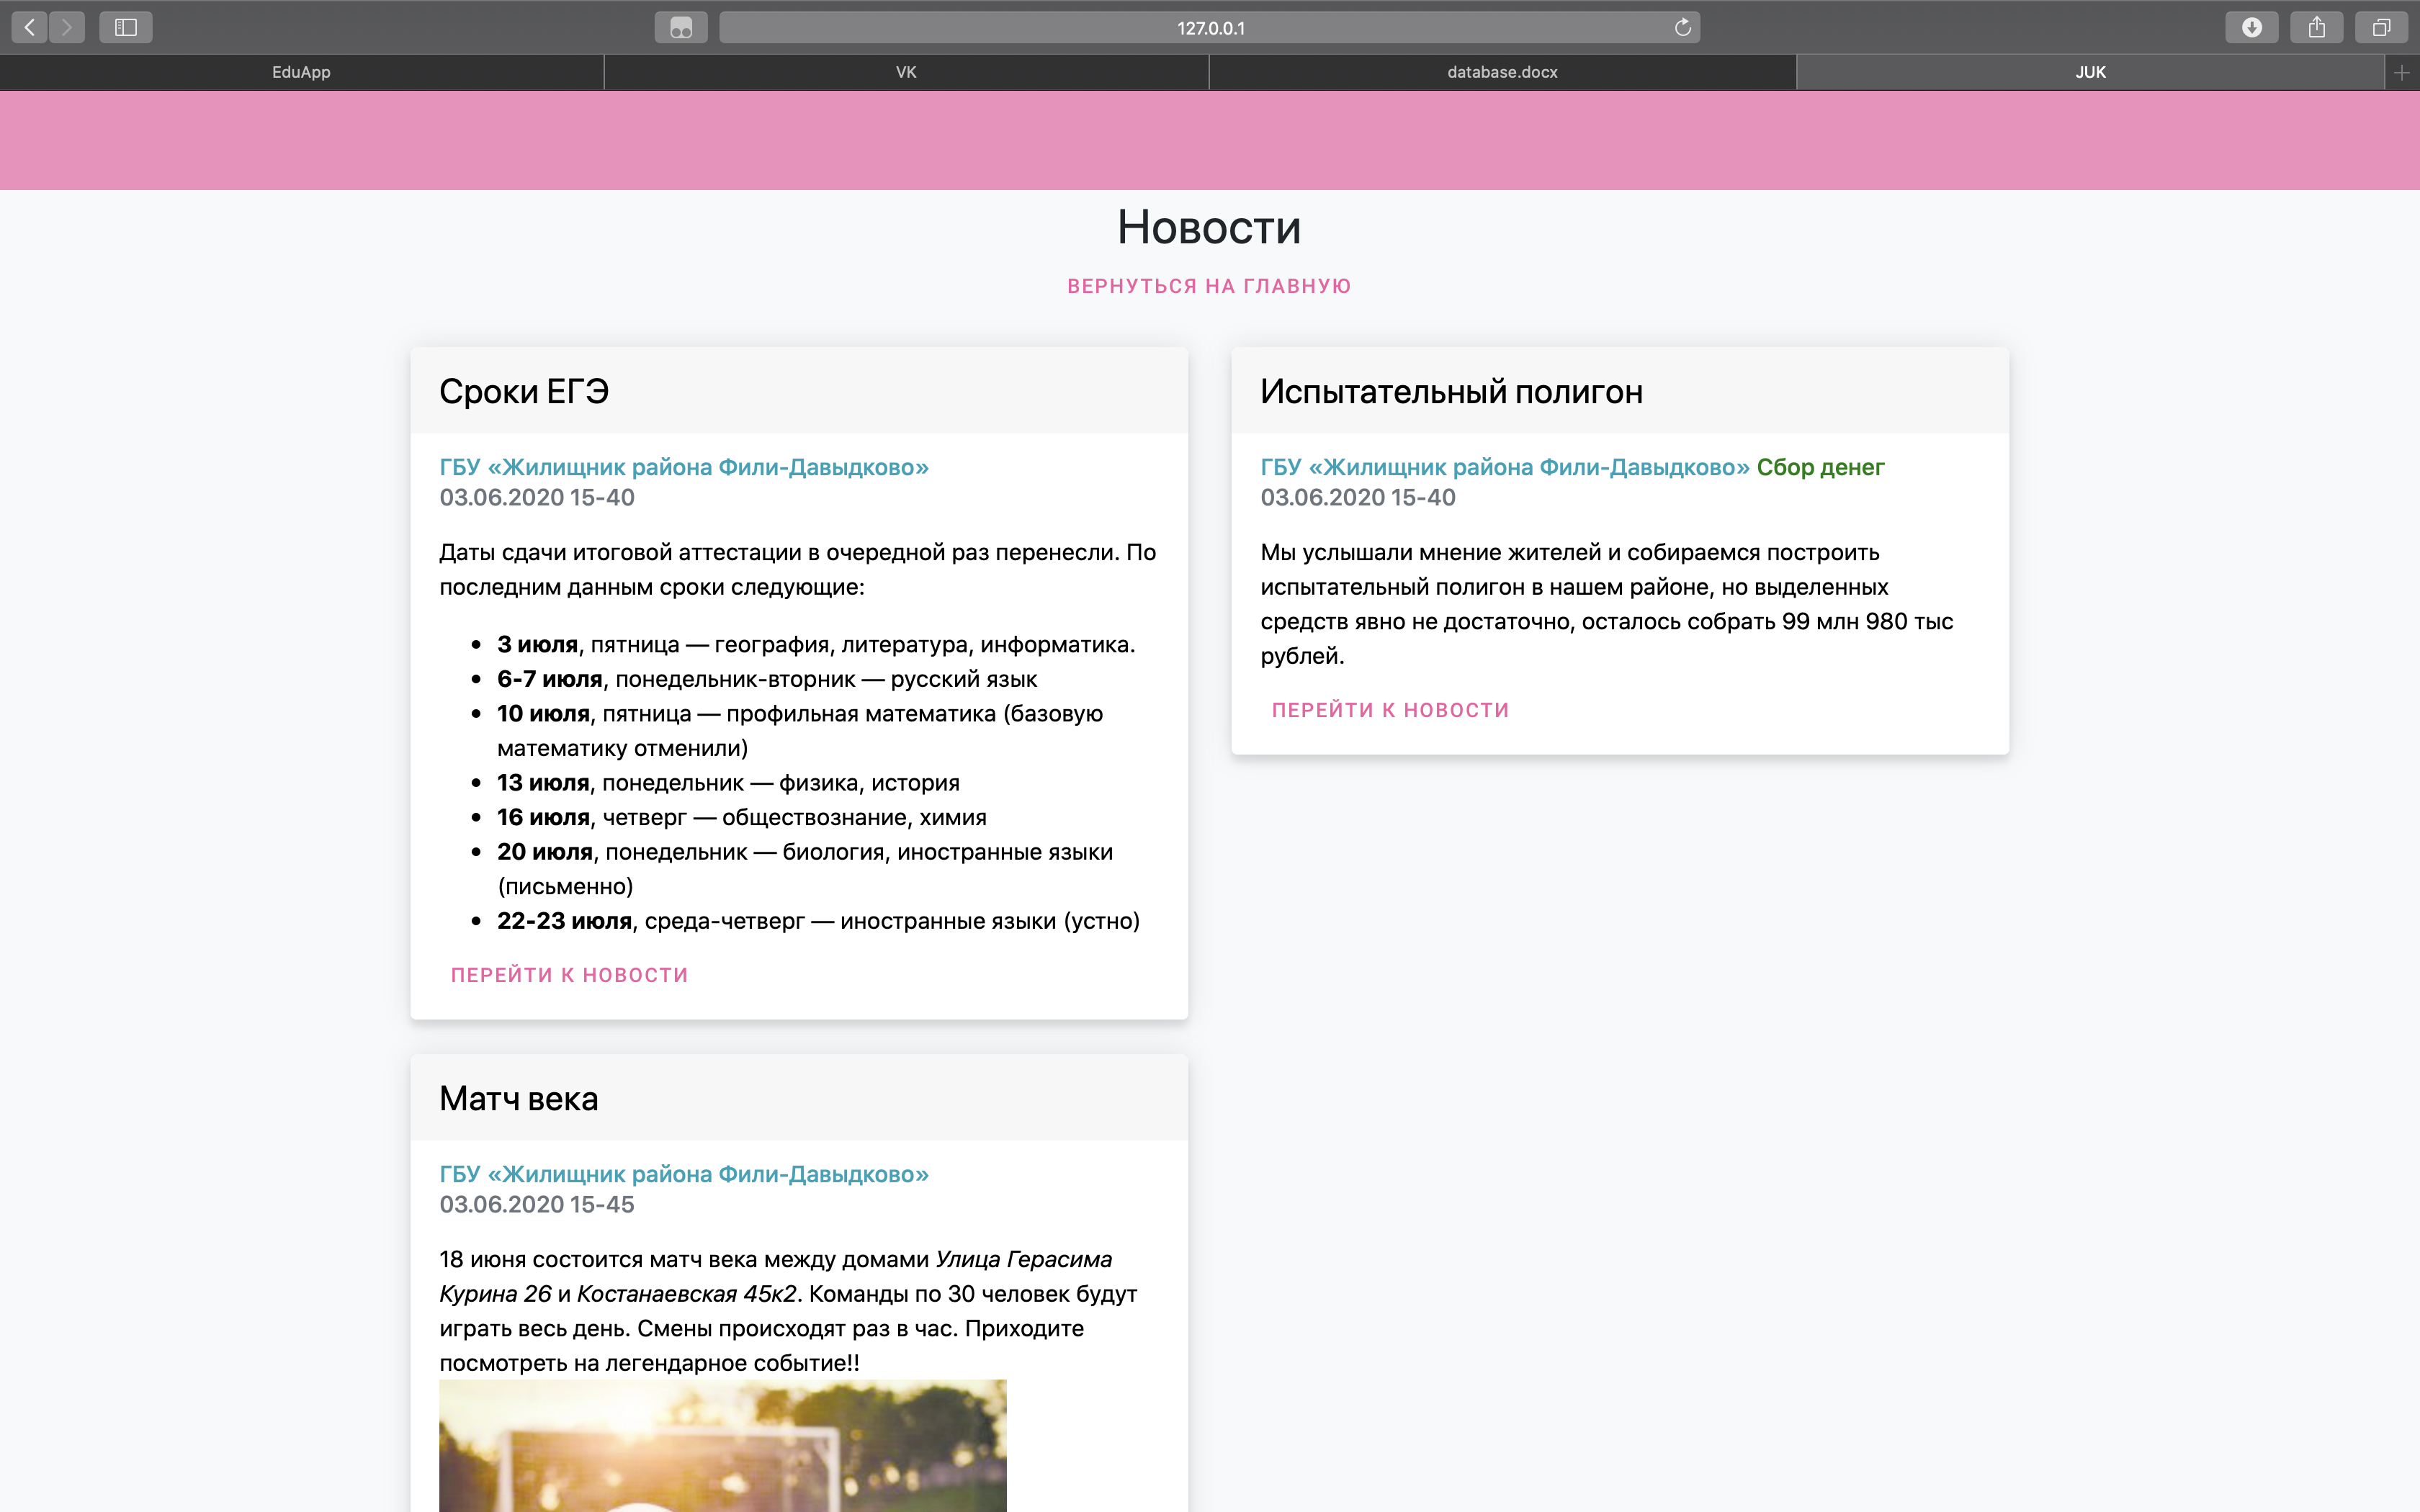 127.0.0.1
EduApp
VK
database.docx
JUK
Новости
ВЕРНУТЬСЯ НА ГЛАВНУЮ
Сроки ЕГЭ
ГБУ «Жилищник района Фили-Давыдково»
03.06.2020 15-40
Даты сдачи итоговой аттестации в очередной раз перенесли. По
последним данным сроки следующие:
• 3 июля, пятница — география, литература, информатика.
• 6-7 июля, понедельник-вторник — русский язык
• 10 июля, пятница — профильная математика (базовую
математику отменили)
• 13 июля, понедельник — физика, история
• 16 июля, четверг — обществознание, химия
• 20 июля, понедельник — биология, иностранные языки
(письменно)
• 22-23 июля, среда-четверг — иностранные языки (устно)
ПЕРЕЙТИ К НОВОСТИ
Испытательный полигон
ГБУ «Жилищник района Фили-Давыдково» Сбор денег
03.06.2020 15-40
Мы услышали мнение жителей и собираемся построить
испытательный полигон в нашем районе, но выделенных
средств явно не достаточно, осталось собрать 99 млн 980 тыс
рублей.
ПЕРЕЙТИ К НОВОСТИ
Матч века
ГБУ «Жилищник района Фили-Давыдково»
03.06.2020 15-45
18 июня состоится матч века между домами Улица Герасима
Курина 26 и Костанаевская 45к2. Команды по 30 человек будут
играть весь день. Смены происходят раз в час. Приходите
посмотреть на легендарное событие!!